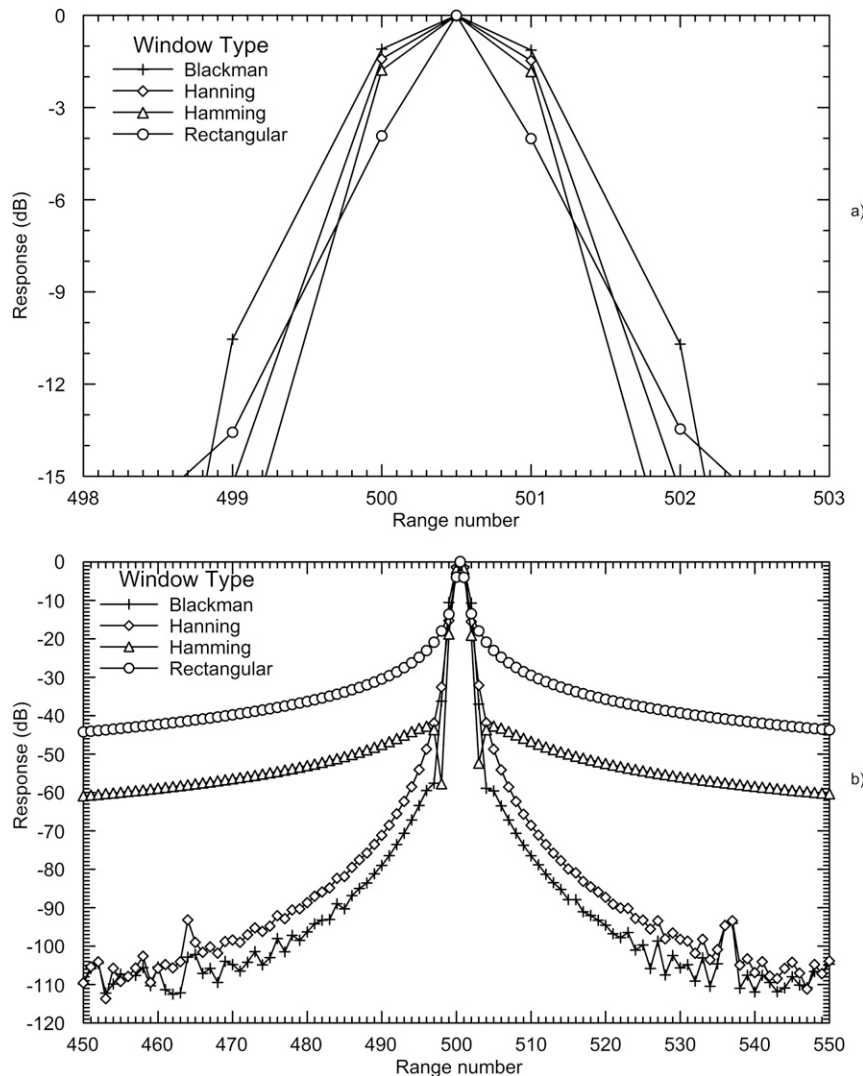 0
-3
-6
-9
-12
-15
Response (dB)
Window Type
Blackman
Hanning
Hamming
Rectangular
a)
498 499 500 501 502 503
Range number
0
-10
-20
-30
-40
-50
-60
-70
-80
-90
-100
-110
-120
Response (dB)
Window Type
Blackman
Hanning
Hamming
Rectangular
b)
450 460 470 480 490 500 510 520 530 540 550
Range number